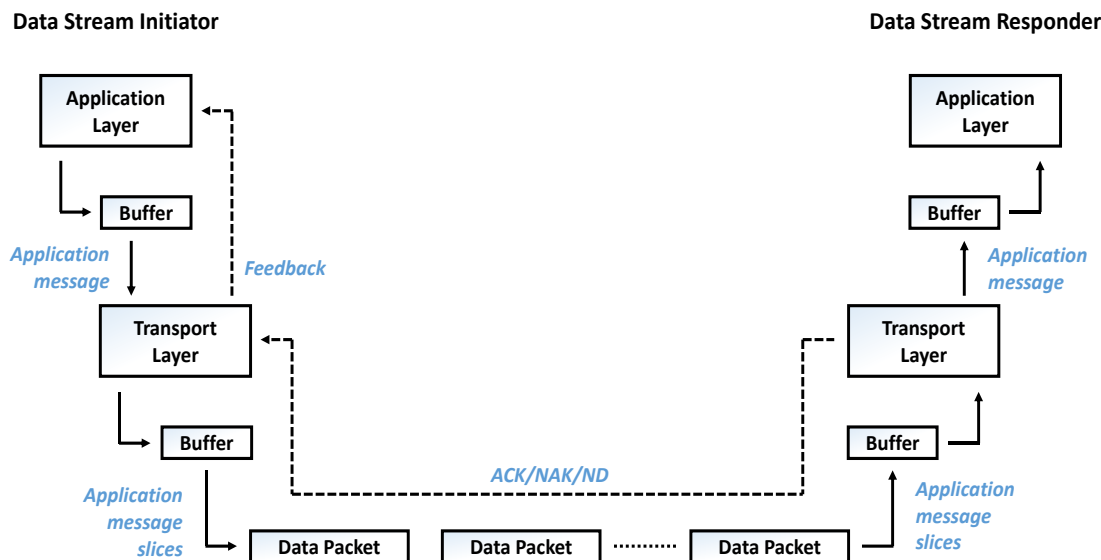 Data Stream Initiator
Data Stream Responder
Application
Layer
Application
Layer
Buffer
Buffer
Application
message
Feedback
Application
message
Transport
Layer
Transport
Layer
Buffer
Buffer
ACK/NAK/ND
Application
message
slices
Application
message
slices
Data Packet
Data Packet
Data Packet